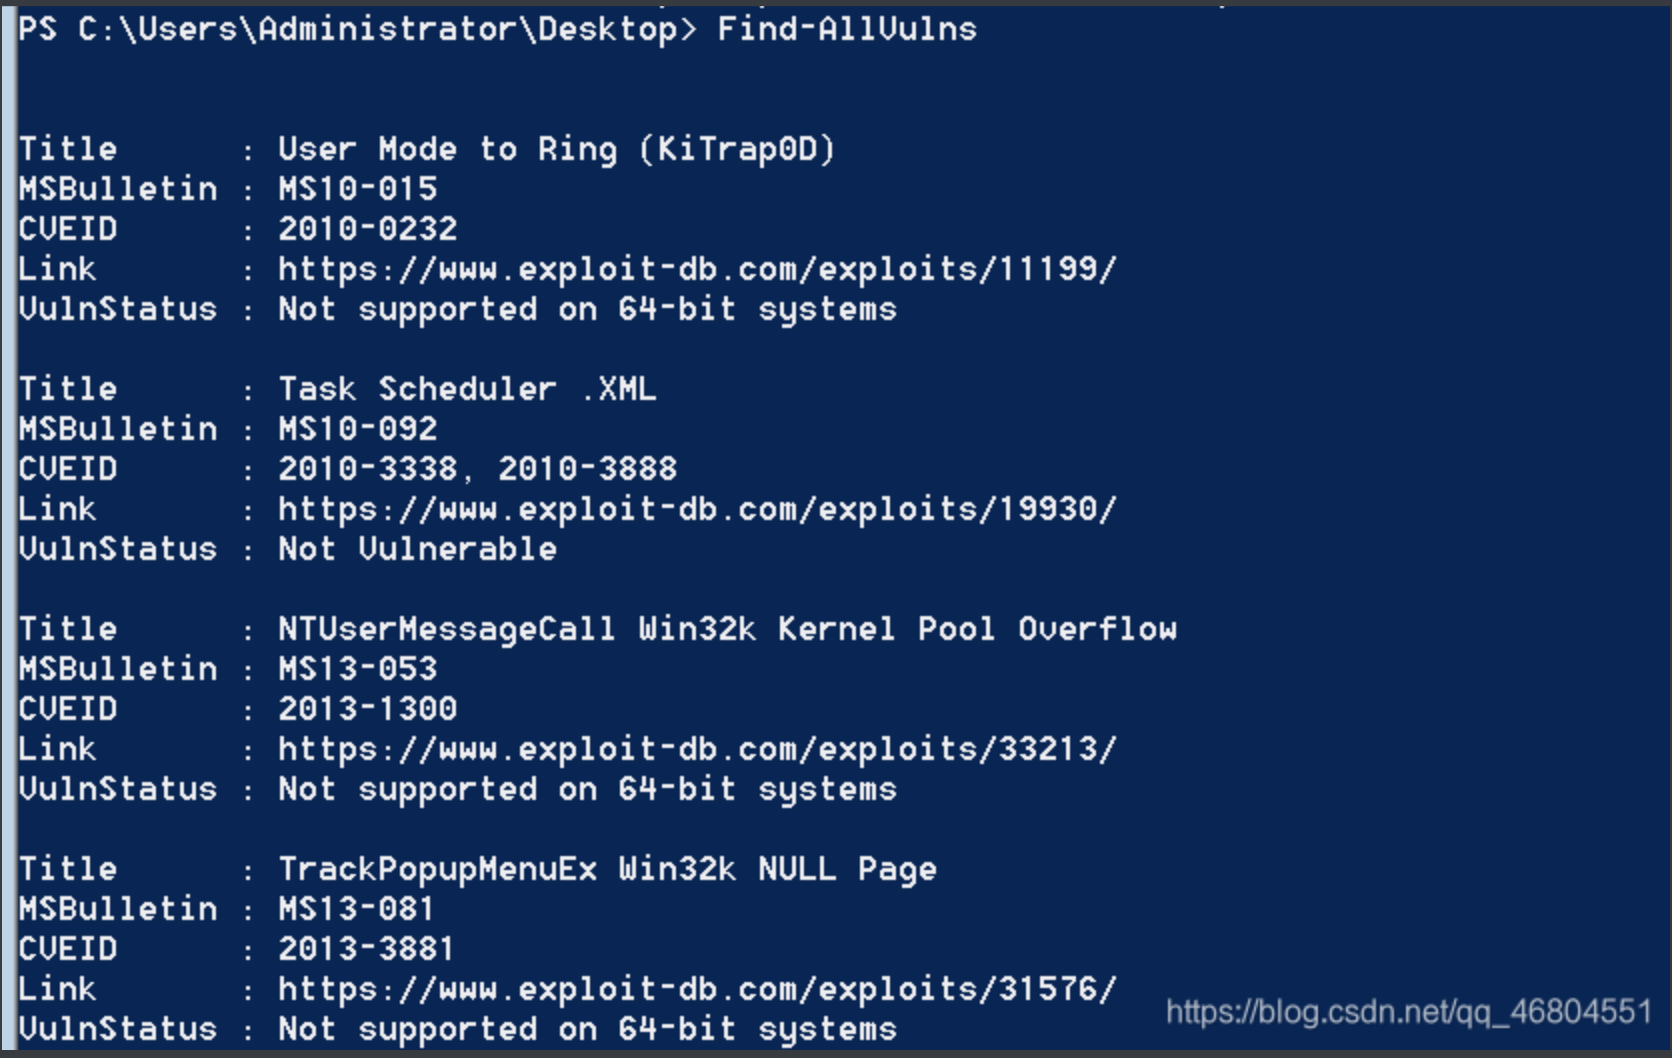 PS C:\Users\Administrator\Desktop> Find-AllVulns
Title : User Mode to Ring (KiTrap0D)
MSBulletin : MS10-015
CVEID : 2010-0232
Link : https://www.exploit-db.com/exploits/11199/
VulnStatus : Not supported on 64-bit systems
Title : Task Scheduler .XML
MSBulletin : MS10-092
CVEID : 2010-3338, 2010-3888
Link : https://www.exploit-db.com/exploits/19930/
VulnStatus : Not Vulnerable
Title : NTUserMessageCall Win32k Kernel Pool Overflow
MSBulletin : MS13-053
CVEID : 2013-1300
Link : https://www.exploit-db.com/exploits/33213/
VulnStatus : Not supported on 64-bit systems
Title : TrackPopupMenuEx Win32k NULL Page
MSBulletin : MS13-081
CVEID : 2013-3881
Link : https://www.exploit-db.com/exploits/31576/
VulnStatus : Not supported on 64-bit systems
https://blog.csdn.net/qq_46804551